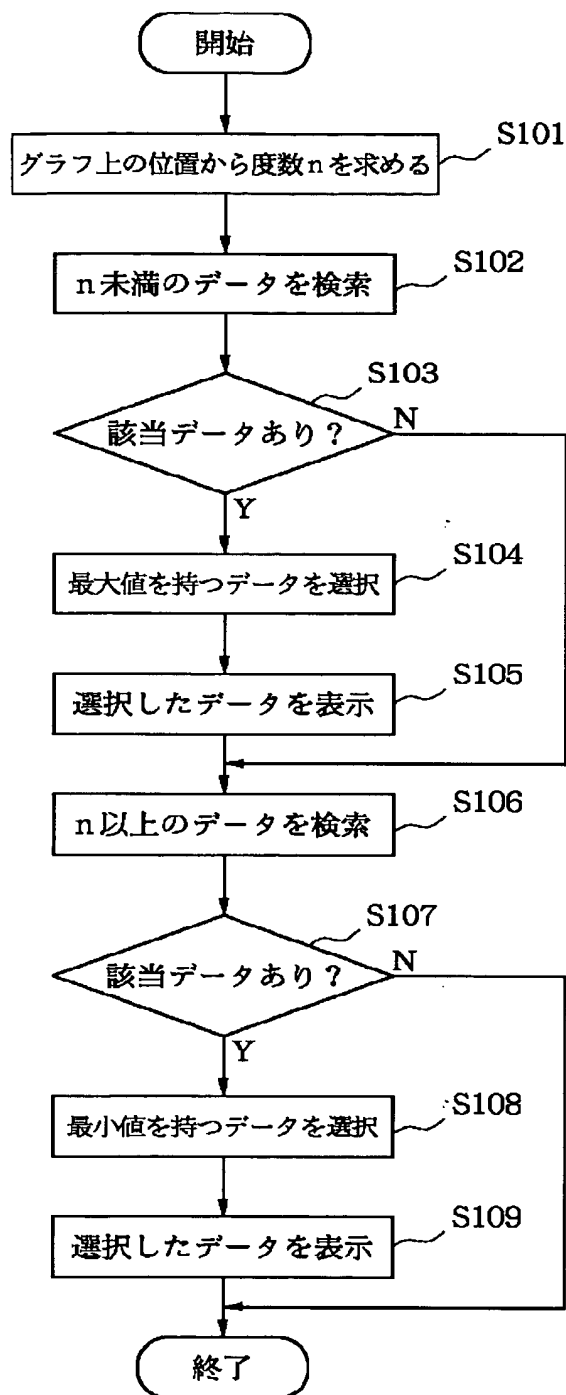 開始
S101
グラフ上の位置から度数nを求める
S102
n未満のデータを検索
S103
該当データあり？
N
Y
S104
最大値を持つデータを選択
S105
選択したデータを表示
S106
n以上のデータを検索
S107
該当データあり？
N
Y
S108
最小値を持つデータを選択
S109
選択したデータを表示
終了